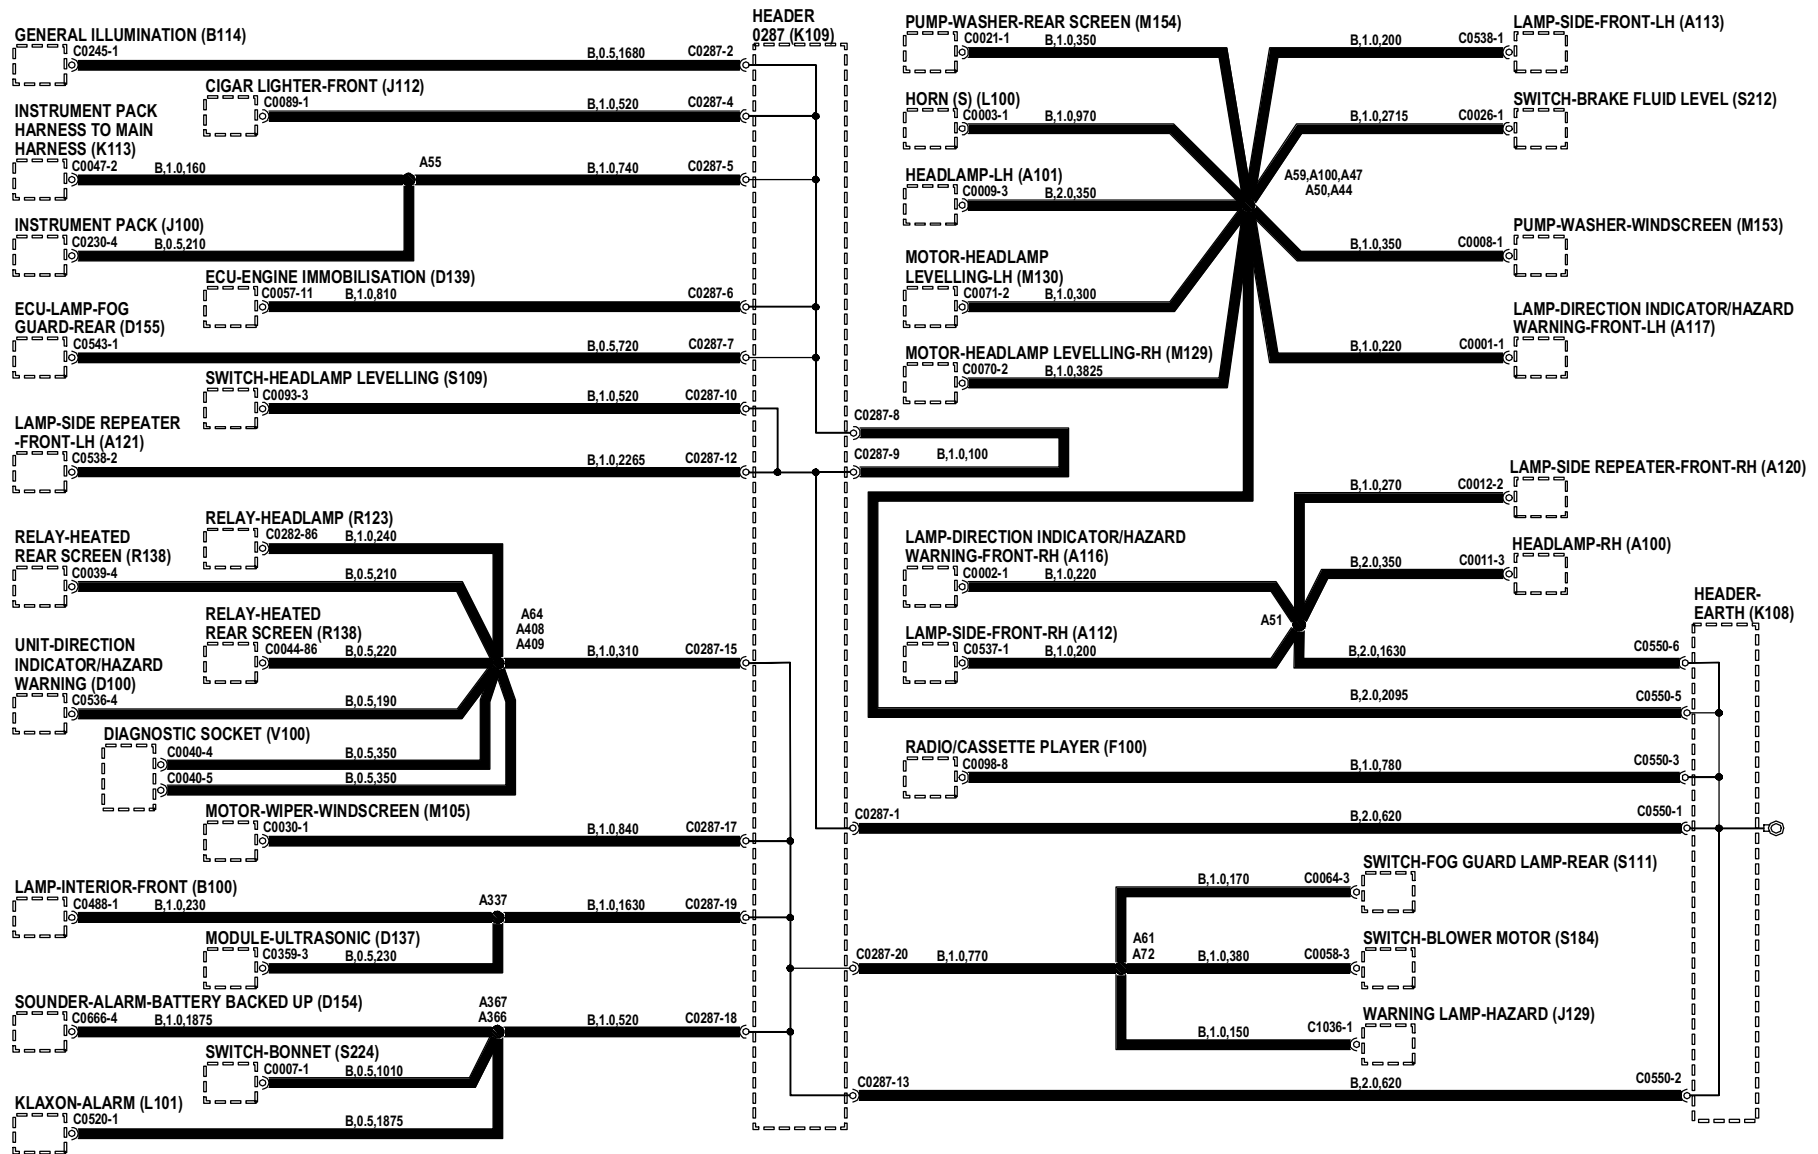 GENERAL ILLUMINATION (B114)
C0245-1
B,0.5,1680
C0287-2
CIGAR LIGHTER-FRONT (J112)
C0089-1
B,1.0,520
C0287-4
INSTRUMENT PACK
HARNESS TO MAIN
HARNESS (K113)
C0047-2
B,1.0,160
A55
B,1.0,740
C0287-5
INSTRUMENT PACK (J100)
C0230-4
B,0.5,210
ECU-ENGINE IMMOBILISATION (D139)
C0057-11
B,1.0,810
C0287-6
ECU-LAMP-FOG
GUARD-REAR (D155)
C0543-1
B,0.5,720
C0287-7
SWITCH-HEADLAMP LEVELLING (S109)
C0093-3
B,1.0,520
C0287-10
LAMP-SIDE REPEATER
-FRONT-LH (A121)
C0538-2
B,1.0,2265
C0287-12
RELAY-HEADLAMP (R123)
C0282-86
B,1.0,240
RELAY-HEATED
REAR SCREEN (R138)
C0039-4
B,0.5,210
RELAY-HEATED
REAR SCREEN (R138)
C0044-86
B,0.5,220
A64
A408
A409
B,1.0,310
C0287-15
UNIT-DIRECTION
INDICATOR/HAZARD
WARNING (D100)
C0536-4
B,0.5,190
DIAGNOSTIC SOCKET (V100)
C0040-4
B,0.5,350
C0040-5
B,0.5,350
MOTOR-WIPER-WINDSCREEN (M105)
C0030-1
B,1.0,840
C0287-17
LAMP-INTERIOR-FRONT (B100)
C0488-1
B,1.0,230
A337
B,1.0,1630
C0287-19
MODULE-ULTRASONIC (D137)
C0359-3
B,0.5,230
SOUNDER-ALARM-BATTERY BACKED UP (D154)
C0666-4
B,1.0,1875
A367
A366
B,1.0,520
C0287-18
SWITCH-BONNET (S224)
C0007-1
B,0.5,1010
KLAXON-ALARM (L101)
C0520-1
B,0.5,1875
HEADER
0287 (K109)
PUMP-WASHER-REAR SCREEN (M154)
C0021-1
B,1.0,350
HORN (S) (L100)
C0003-1
B,1.0,970
HEADLAMP-LH (A101)
C0009-3
B,2.0,350
MOTOR-HEADLAMP
LEVELLING-LH (M130)
C0071-2
B,1.0,300
MOTOR-HEADLAMP LEVELLING-RH (M129)
C0070-2
B,1.0,3825
LAMP-SIDE-FRONT-LH (A113)
B,1.0,200
C0538-1
SWITCH-BRAKE FLUID LEVEL (S212)
B,1.0,2715
C0026-1
A59,A100,A47
A50,A44
PUMP-WASHER-WINDSCREEN (M153)
B,1.0,350
C0008-1
LAMP-DIRECTION INDICATOR/HAZARD
WARNING-FRONT-LH (A117)
B,1.0,220
C0001-1
C0287-8
C0287-9
B,1.0,100
LAMP-SIDE REPEATER-FRONT-RH (A120)
B,1.0,270
C0012-2
LAMP-DIRECTION INDICATOR/HAZARD
WARNING-FRONT-RH (A116)
C0002-1
B,1.0,220
HEADLAMP-RH (A100)
B,2.0,350
C0011-3
A51
LAMP-SIDE-FRONT-RH (A112)
C0537-1
B,1.0,200
HEADER-
EARTH (K108)
B,2.0,1630
C0550-6
B,2.0,2095
C0550-5
RADIO/CASSETTE PLAYER (F100)
C0098-8
B,1.0,780
C0550-3
C0287-1
B,2.0,620
C0550-1
SWITCH-FOG GUARD LAMP-REAR (S111)
B,1.0,170
C0064-3
C0287-20
B,1.0,770
A61
A72
SWITCH-BLOWER MOTOR (S184)
B,1.0,380
C0058-3
WARNING LAMP-HAZARD (J129)
B,1.0,150
C1036-1
C0287-13
B,2.0,620
C0550-2